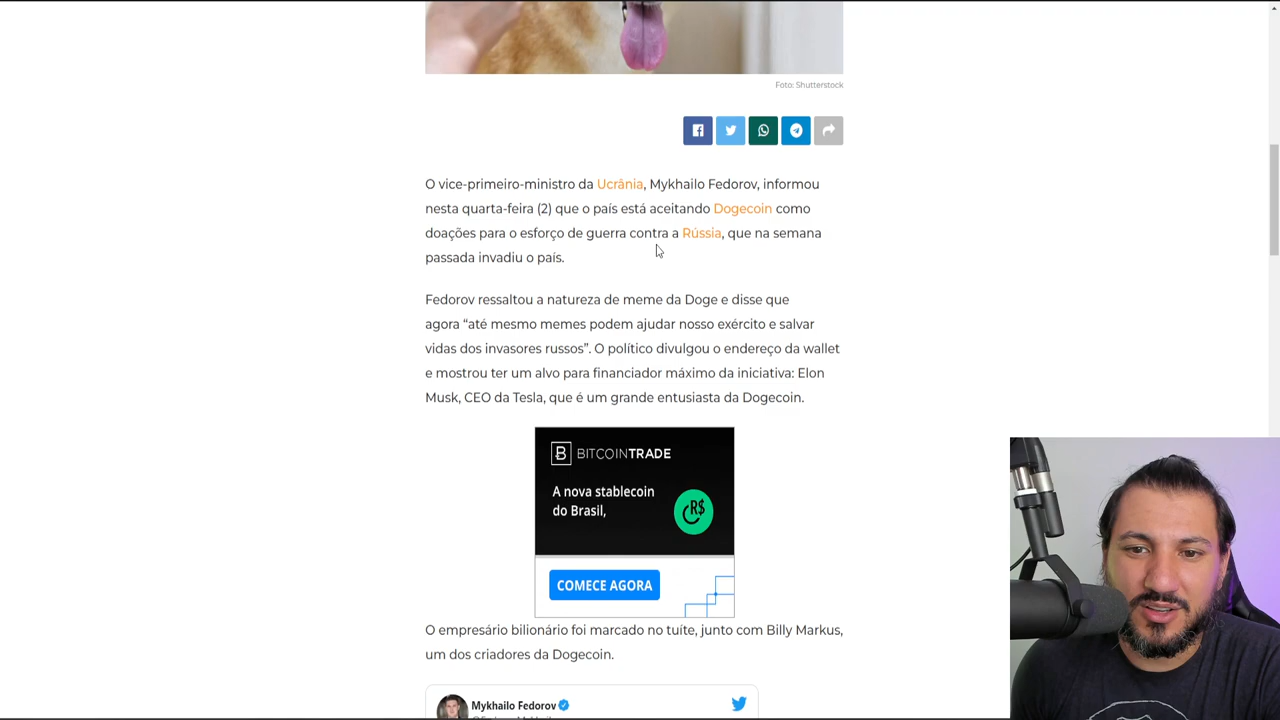 Foto: Shutterstock
O vice-primeiro-ministro da Ucrânia, Mykhailo Fedorov, informou
nesta quarta-feira (2) que o país está aceitando Dogecoin como
doações para o esforço de guerra contra a Rússia, que na semana
passada invadiu o país.
Fedorov ressaltou a natureza de meme da Doge e disse que
agora “até mesmo memes podem ajudar nosso exército e salvar
vidas dos invasores russos”. O político divulgou o endereço da wallet
e mostrou ter um alvo para financiador máximo da iniciativa: Elon
Musk, CEO da Tesla, que é um grande entusiasta da Dogecoin.
BITCOINTRADE
A nova stablecoin
do Brasil,
R$
COMECE AGORA
O empresário bilionário foi marcado no tuíte, junto com Billy Markus,
um dos criadores da Dogecoin.
Mykhailo Fedorov